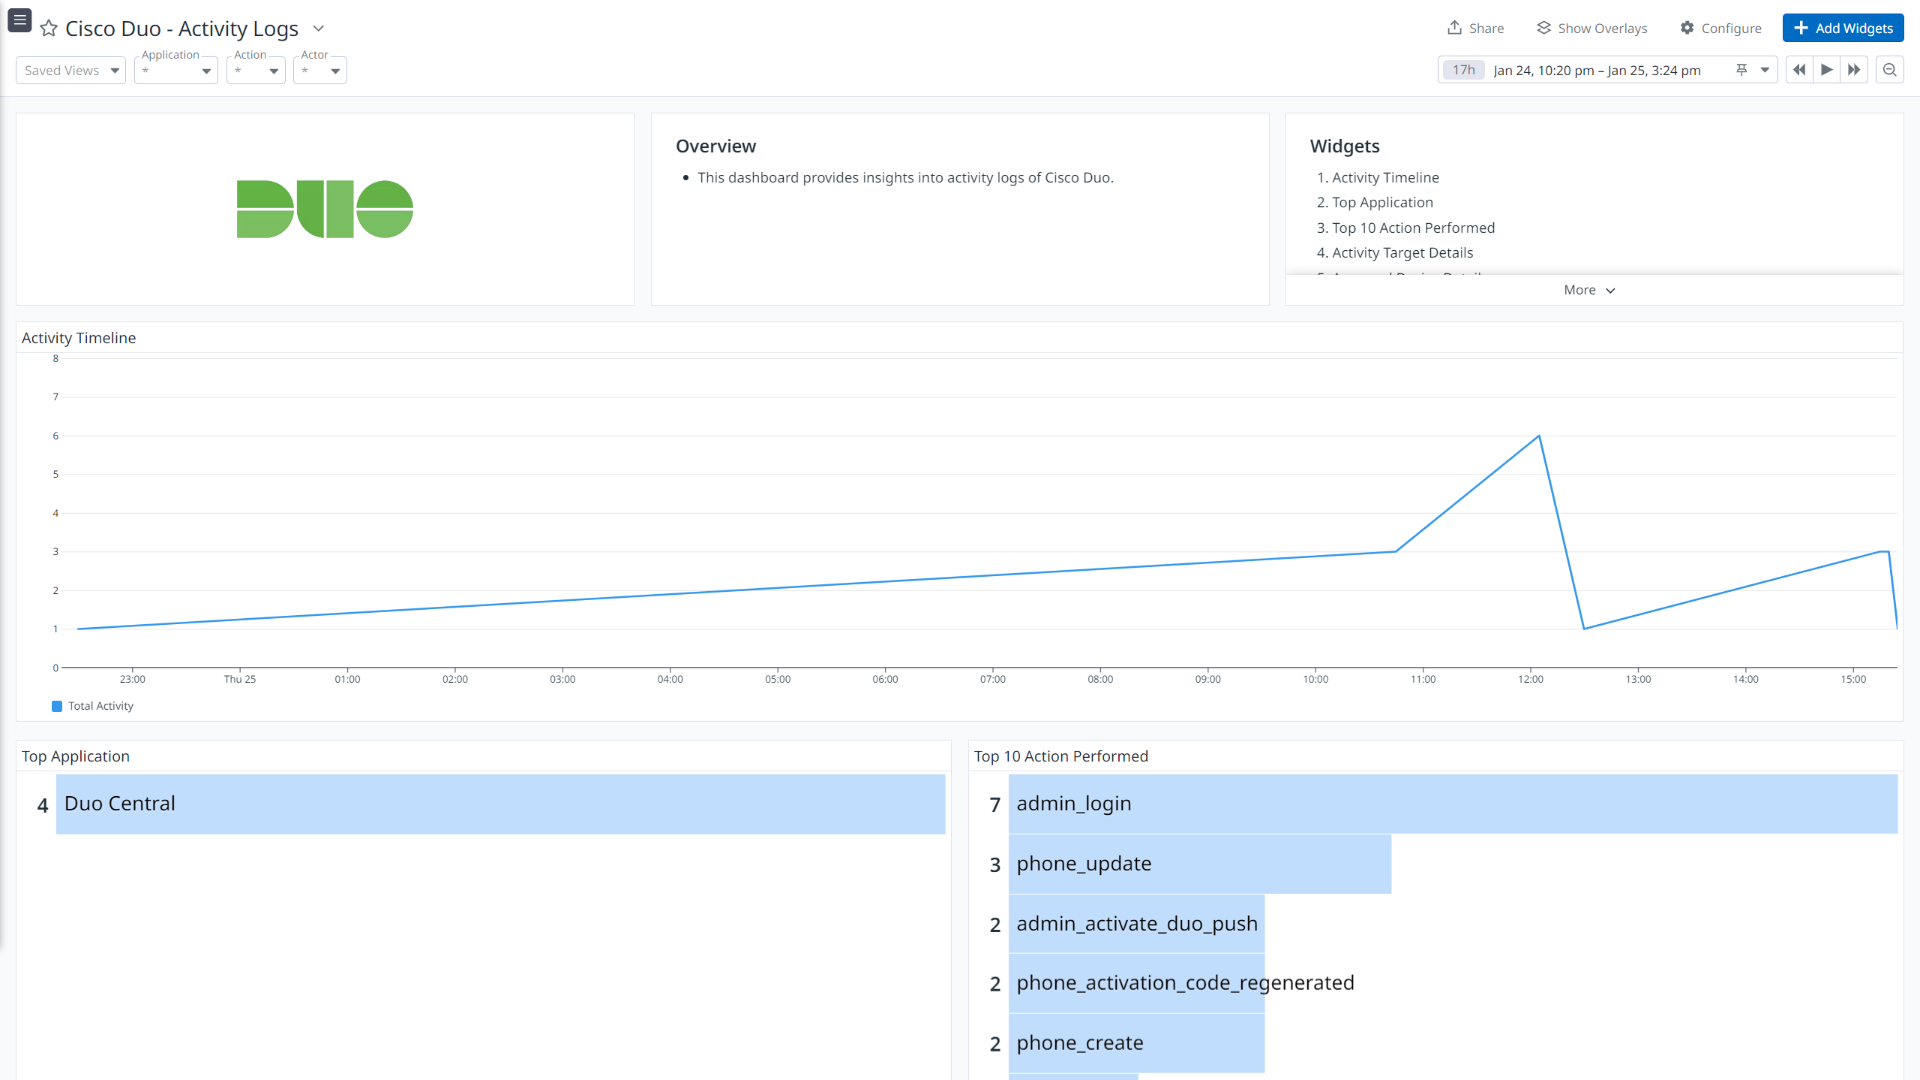 Cisco Duo - Activity Logs
Share
Show Overlays
Configure
Add Widgets
Saved Views
Application
*
Action
*
Actor
*
17h
Jan 24, 10:20 pm – Jan 25, 3:24 pm
DUO
Overview
This dashboard provides insights into activity logs of Cisco Duo.
Widgets
1. Activity Timeline
2. Top Application
3. Top 10 Action Performed
4. Activity Target Details
More
Activity Timeline
8
7
6
5
4
3
2
1
0
23:00
Thu 25
01:00
02:00
03:00
04:00
05:00
06:00
07:00
08:00
09:00
10:00
11:00
12:00
13:00
14:00
15:00
Total Activity
Top Application
4 Duo Central
Top 10 Action Performed
7 admin_login
3 phone_update
2 admin_activate_duo_push
2 phone_activation_code_regenerated
2 phone_create